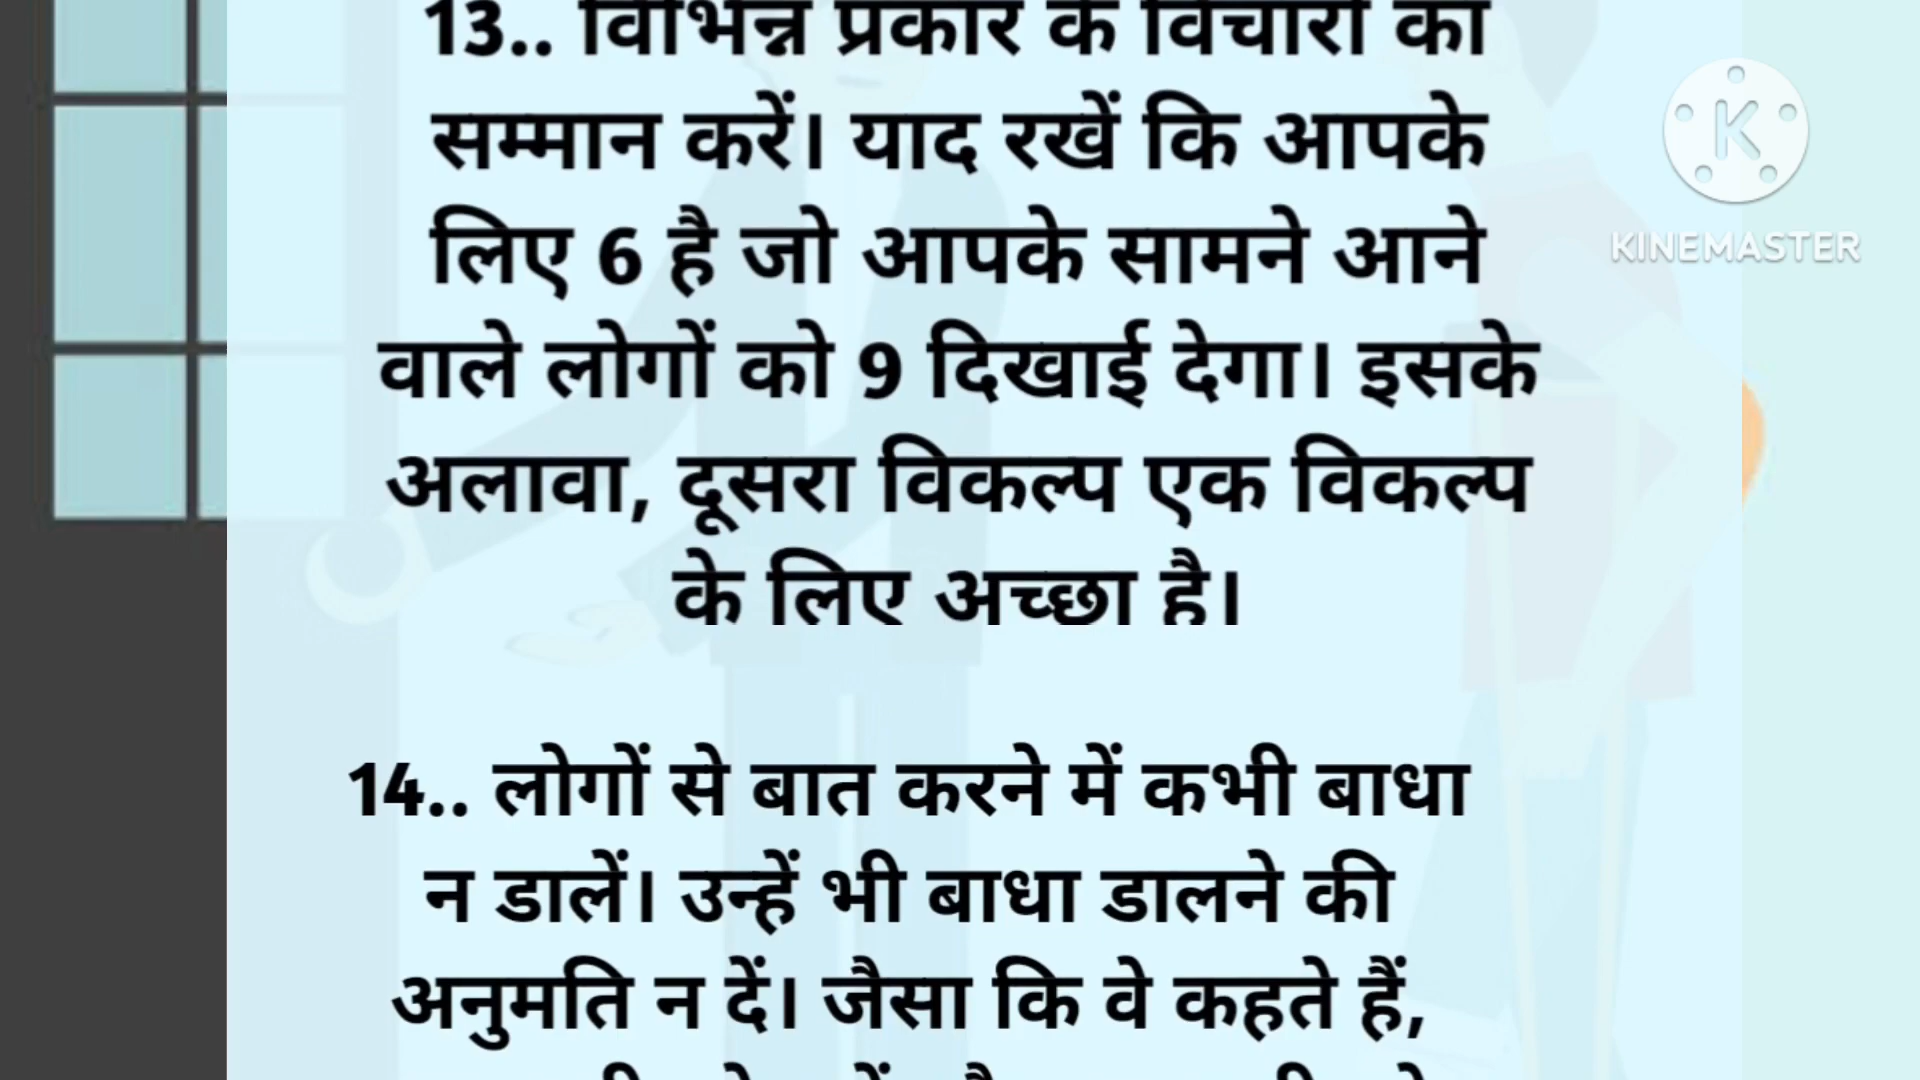 13.. विभिन्न प्रकार के विचारों का
सम्मान करें। याद रखें कि आपके
लिए 6 है जो आपके सामने आने
वाले लोगों को 9 दिखाई देगा। इसके
अलावा, दूसरा विकल्प एक विकल्प
के लिए अच्छा है।
14.. लोगों से बात करने में कभी बाधा
न डालें। उन्हें भी बाधा डालने की
अनुमति न दें। जैसा कि वे कहते हैं,
K
KINEMASTER